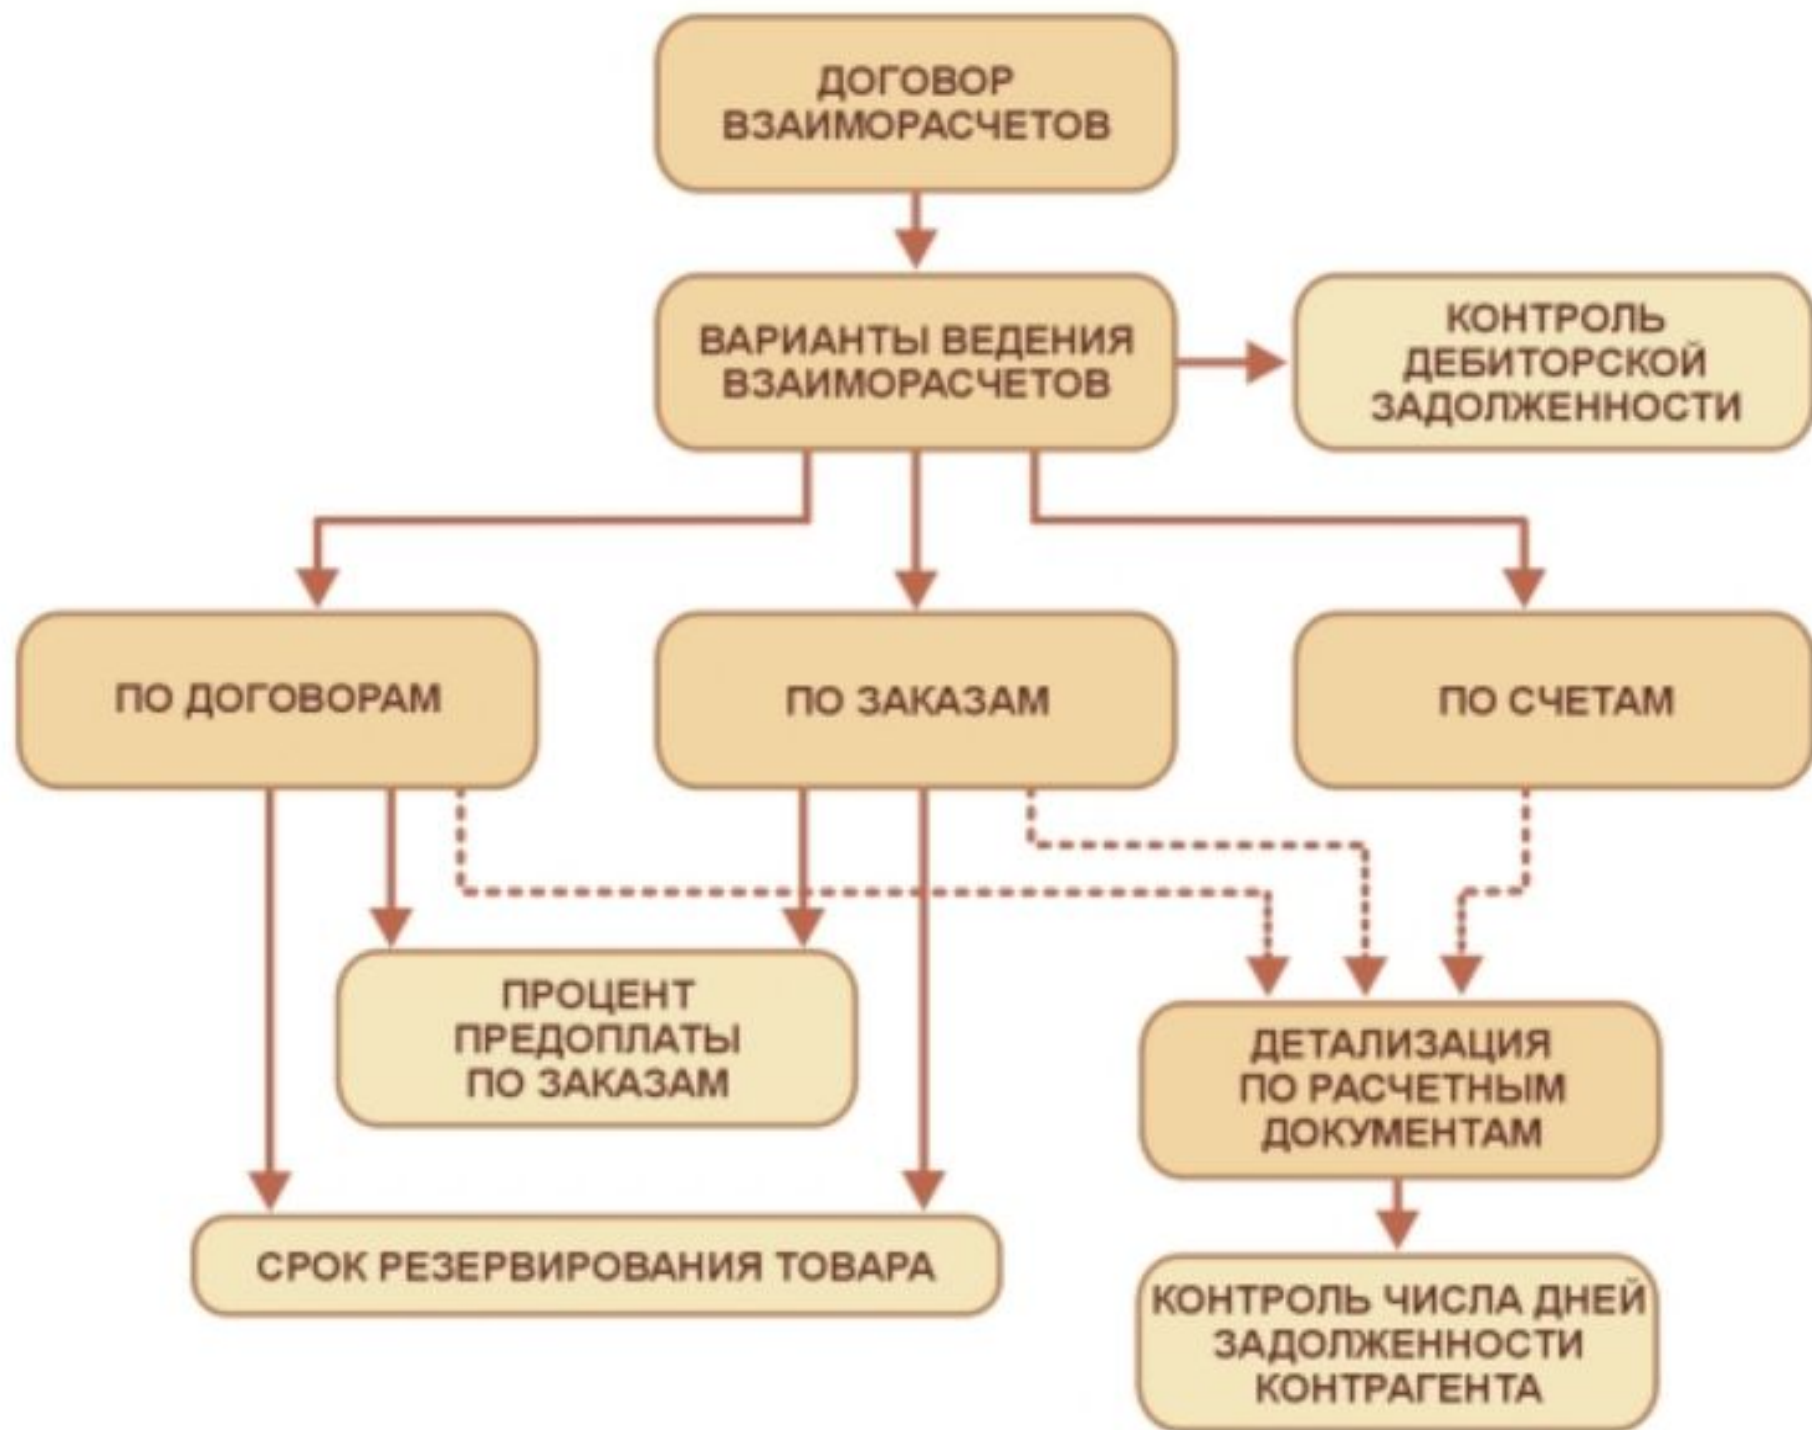 ДОГОВОР
ВЗАИМОРАСЧЕТОВ
ВАРИАНТЫ ВЕДЕНИЯ
ВЗАИМОРАСЧЕТОВ
КОНТРОЛЬ
ДЕБИТОРСКОЙ
ЗАДОЛЖЕННОСТИ
ПО ДОГОВОРАМ
ПО ЗАКАЗАМ
ПО СЧЕТАМ
ПРОЦЕНТ
ПРЕДОПЛАТЫ
ПО ЗАКАЗАМ
ДЕТАЛИЗАЦИЯ
ПО РАСЧЕТНЫМ
ДОКУМЕНТАМ
СРОК РЕЗЕРВИРОВАНИЯ ТОВАРА
КОНТРОЛЬ ЧИСЛА ДНЕЙ
ЗАДОЛЖЕННОСТИ
КОНТРАГЕНТА